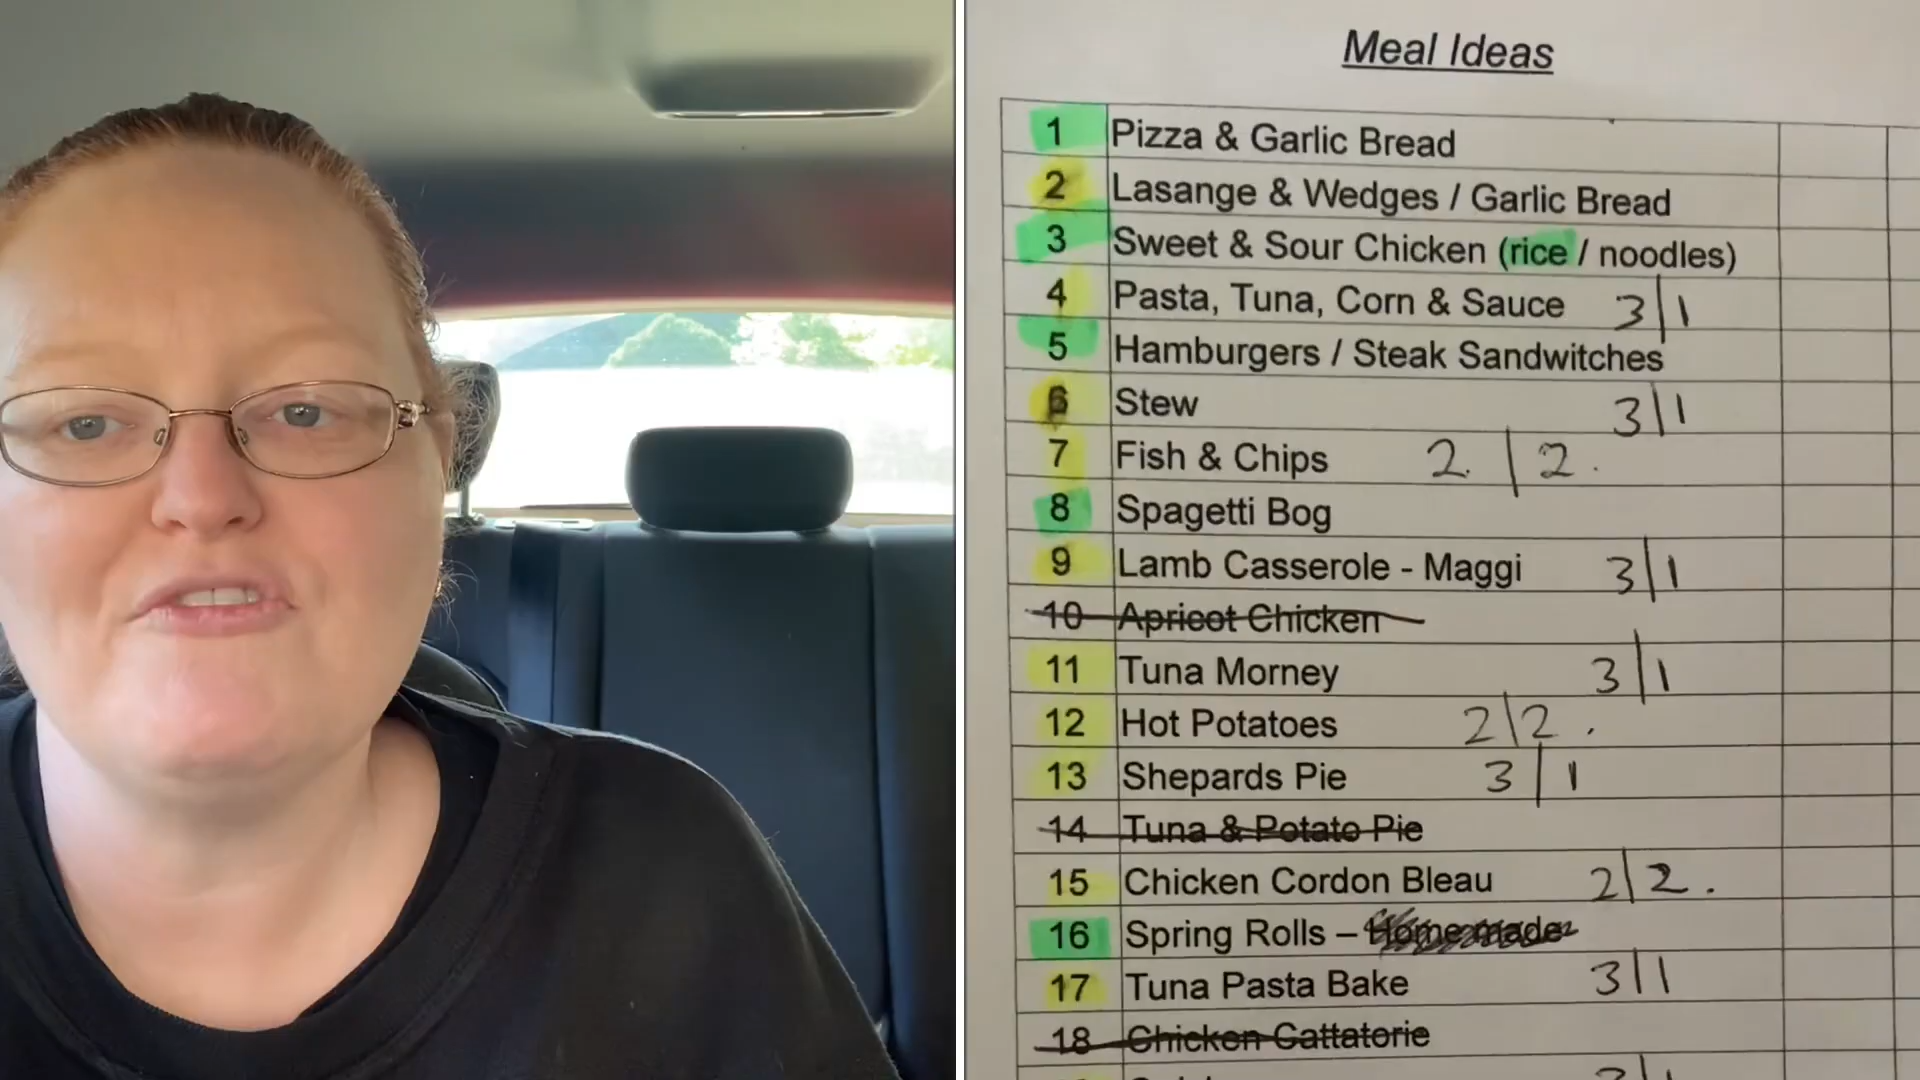 Meal Ideas
1 Pizza & Garlic Bread
2 Lasange & Wedges / Garlic Bread
3 Sweet & Sour Chicken (rice / noodles)
4 Pasta, Tuna, Corn & Sauce 3|1
5 Hamburgers / Steak Sandwitches
6 Stew 3|1
7 Fish & Chips 2.|2.
8 Spagetti Bog
9 Lamb Casserole - Maggi 3|1
10 Apricot Chicken
11 Tuna Morney 3|1
12 Hot Potatoes 2|2.
13 Shepards Pie 3|1
14 Tuna & Potato Pie
15 Chicken Cordon Bleau 2|2.
16 Spring Rolls – Homemade
17 Tuna Pasta Bake 3|1
18 Chicken Cattatorie